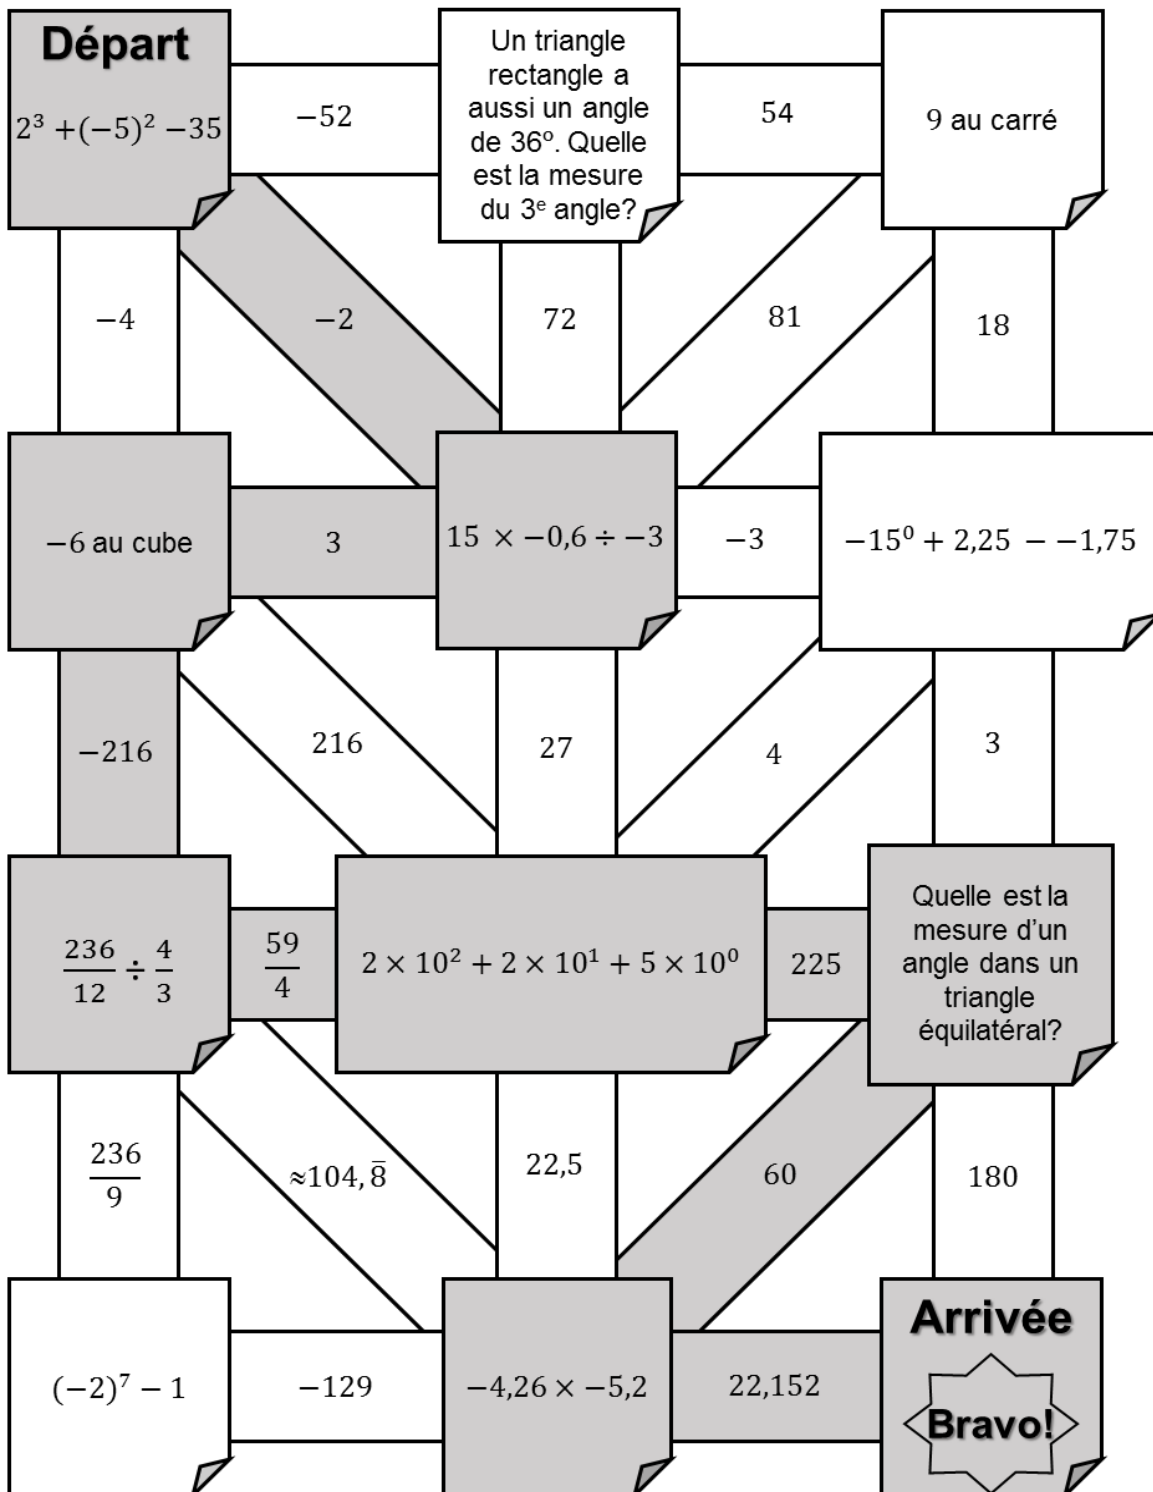 Départ
2³ +(−5)² −35
−52
Un triangle
rectangle a
aussi un angle
de 36º. Quelle
est la mesure
du 3ᵉ angle?
54
9 au carré
−4
−2
72
81
18
−6 au cube
3
15 × −0,6 ÷ −3
−3
−15⁰ + 2,25 − −1,75
−216
216
27
4
3
236/12 ÷ 4/3
59/4
2 × 10² + 2 × 10¹ + 5 × 10⁰
225
Quelle est la
mesure d'un
angle dans un
triangle
équilatéral?
236/9
≈104,8̅
22,5
60
180
(−2)⁷ − 1
−129
−4,26 × −5,2
22,152
Arrivée
Bravo!